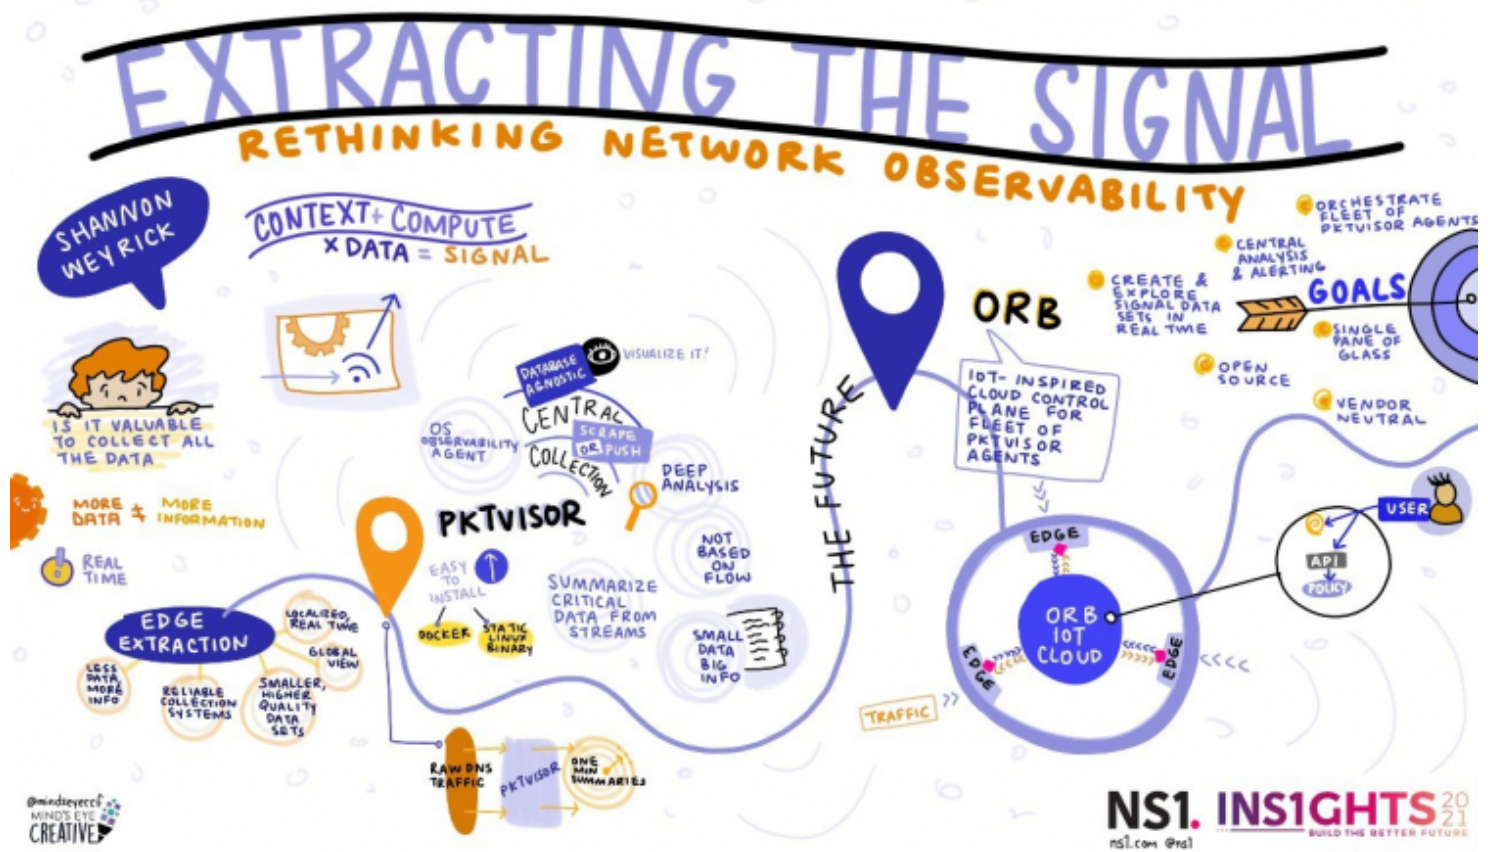 EXTRACTING THE SIGNAL
RETHINKING NETWORK OBSERVABILITY
SHANNON
WEYRICK
CONTEXT + COMPUTE
x DATA = SIGNAL
IS IT VALUABLE
TO COLLECT ALL
THE DATA
MORE
DATA
≠
MORE
INFORMATION
REAL
TIME
EDGE
EXTRACTION
LESS
DATA,
MORE
INFO
RELIABLE
COLLECTION
SYSTEMS
SMALLER,
HIGHER
QUALITY
DATA
SETS
GLOBAL
VIEW
LOCALIZED,
REAL TIME
DATABASE
AGNOSTIC
VISUALIZE IT!
CENTRAL
COLLECTION
SCRAPE
OR PUSH
OS
OBSERVABILITY
AGENT
DEEP
ANALYSIS
PKTVISOR
EASY
TO
INSTALL
DOCKER
STATIC
LINUX
BINARY
SUMMARIZE
CRITICAL
DATA FROM
STREAMS
NOT
BASED
ON
FLOW
SMALL
DATA
BIG
INFO
RAW DNS
TRAFFIC
PKTVISOR
ONE
MIN
SUMMARIES
THE FUTURE
ORB
IOT-INSPIRED
CLOUD CONTROL
PLANE FOR
FLEET OF
PKTVISOR
AGENTS
ORCHESTRATE
FLEET OF
PKTVISOR AGENTS
CENTRAL
ANALYSIS
& ALERTING
CREATE &
EXPLORE
SIGNAL DATA
SETS IN
REAL TIME
GOALS
SINGLE
PANE OF
GLASS
OPEN
SOURCE
VENDOR
NEUTRAL
EDGE
EDGE
EDGE
ORB
IOT
CLOUD
TRAFFIC
USER
API
POLICY
@mindseyeccf
MIND'S EYE
CREATIVE
NS1.
ns1.com @ns1
INS1GHTS 2021
BUILD THE BETTER FUTURE